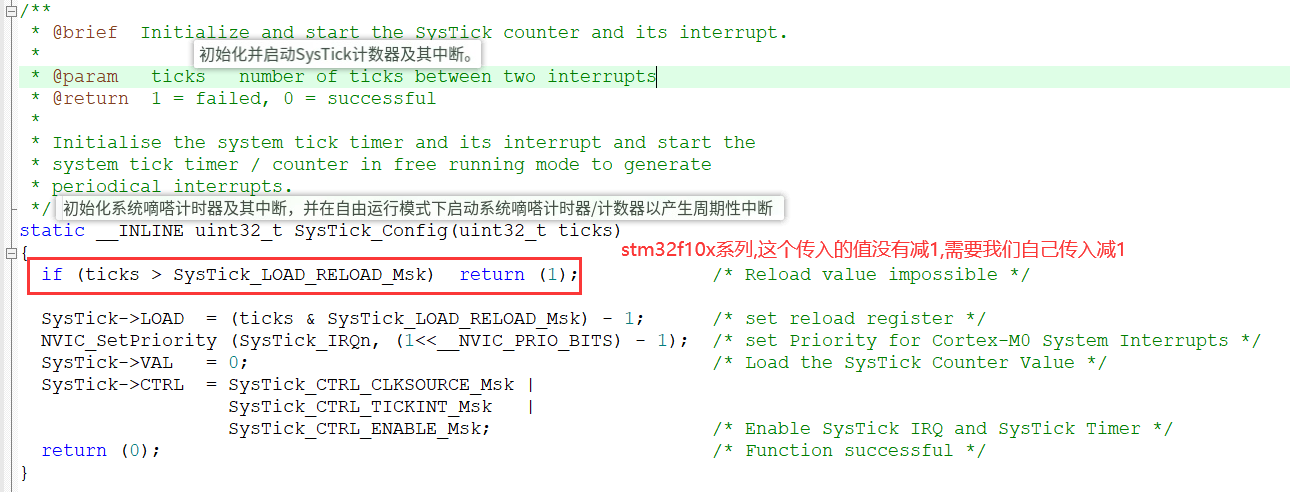 /**
* @brief  Initialize and start the SysTick counter and its interrupt.
初始化并启动SysTick计数器及其中断。
*
* @param   ticks   number of ticks between two interrupts
* @return  1 = failed, 0 = successful
*
* Initialise the system tick timer and its interrupt and start the
* system tick timer / counter in free running mode to generate
* periodical interrupts.
*/
初始化系统嘀嗒计时器及其中断，并在自由运行模式下启动系统嘀嗒计时器/计数器以产生周期性中断
static __INLINE uint32_t SysTick_Config(uint32_t ticks)
stm32f10x系列,这个传入的值没有减1,需要我们自己传入减1
{
if (ticks > SysTick_LOAD_RELOAD_Msk)  return (1);            /* Reload value impossible */

SysTick->LOAD  = (ticks & SysTick_LOAD_RELOAD_Msk) - 1;      /* set reload register */
NVIC_SetPriority (SysTick_IRQn, (1<<__NVIC_PRIO_BITS) - 1);  /* set Priority for Cortex-M0 System Interrupts */
SysTick->VAL   = 0;                                          /* Load the SysTick Counter Value */
SysTick->CTRL  = SysTick_CTRL_CLKSOURCE_Msk |
SysTick_CTRL_TICKINT_Msk   |
SysTick_CTRL_ENABLE_Msk;                    /* Enable SysTick IRQ and SysTick Timer */
return (0);                                                  /* Function successful */
}